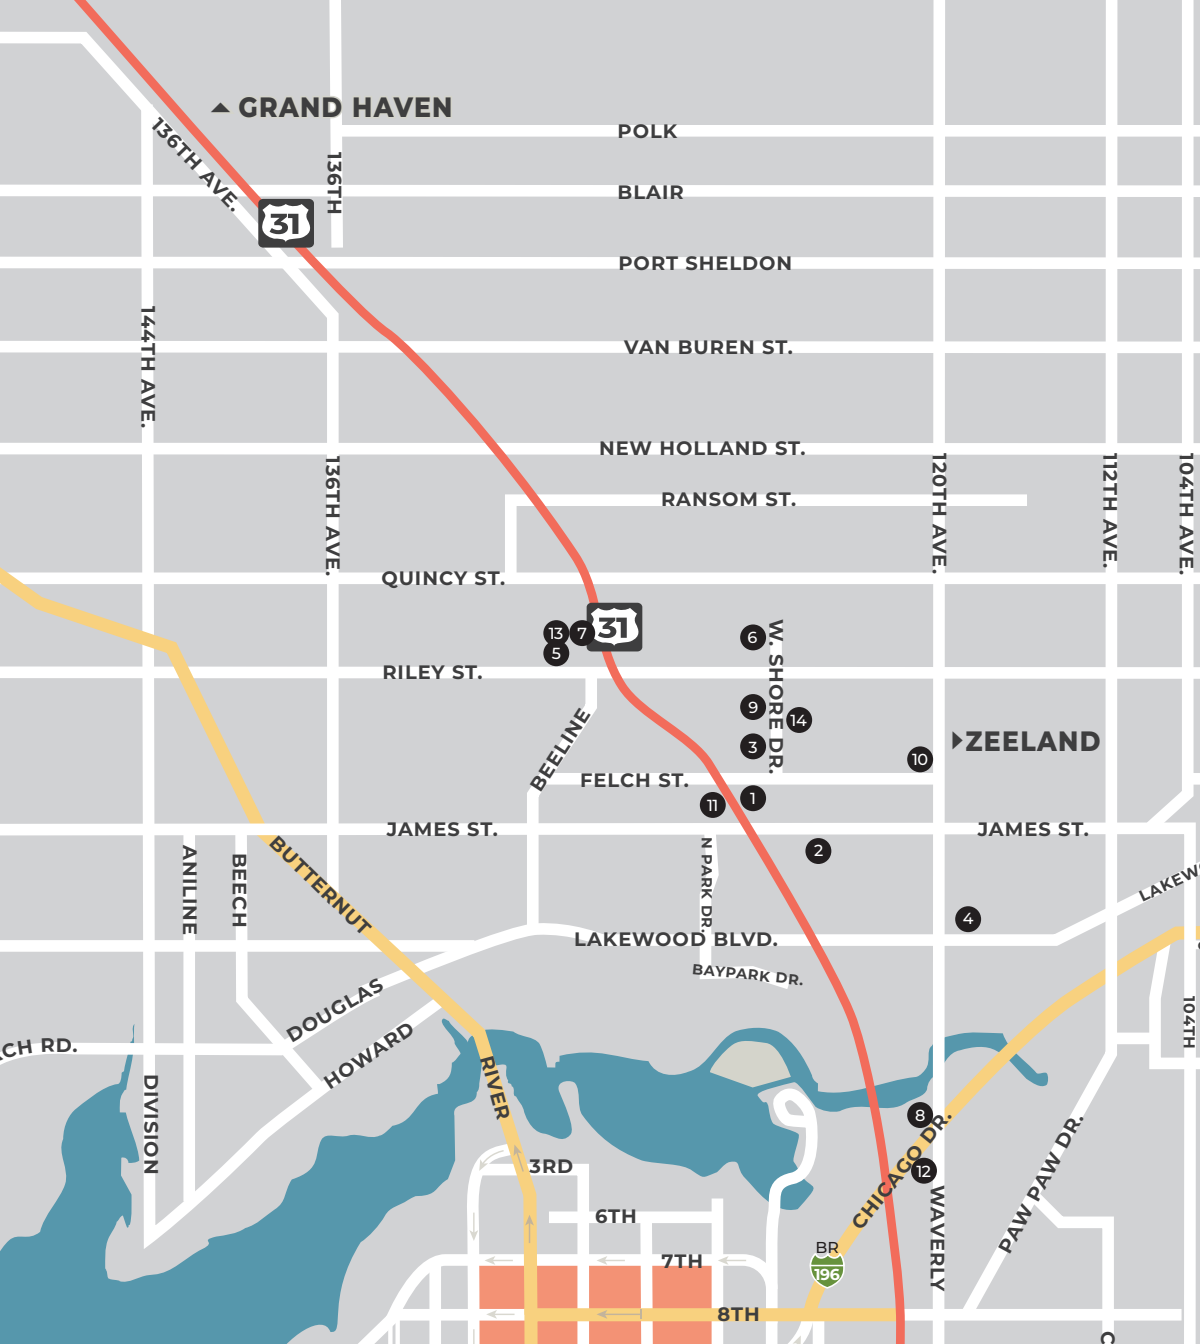 GRAND HAVEN
POLK
136TH AVE.
136TH
BLAIR
31
PORT SHELDON
144TH AVE.
VAN BUREN ST.
NEW HOLLAND ST.
136TH AVE.
120TH AVE.
112TH AVE.
104TH AVE.
RANSOM ST.
QUINCY ST.
13
7
31
6
W. SHORE DR.
5
RILEY ST.
9
14
BEELINE
3
ZEELAND
10
FELCH ST.
11
1
JAMES ST.
JAMES ST.
ANILINE
BEECH
BUTTERNUT
N PARK DR.
2
LAKEW
4
LAKEWOOD BLVD.
BAYPARK DR.
DOUGLAS
HOWARD
104TH
CH RD.
DIVISION
RIVER
8
CHICAGO DR.
PAW PAW DR.
3RD
12
WAVERLY
6TH
BR
196
7TH
8TH